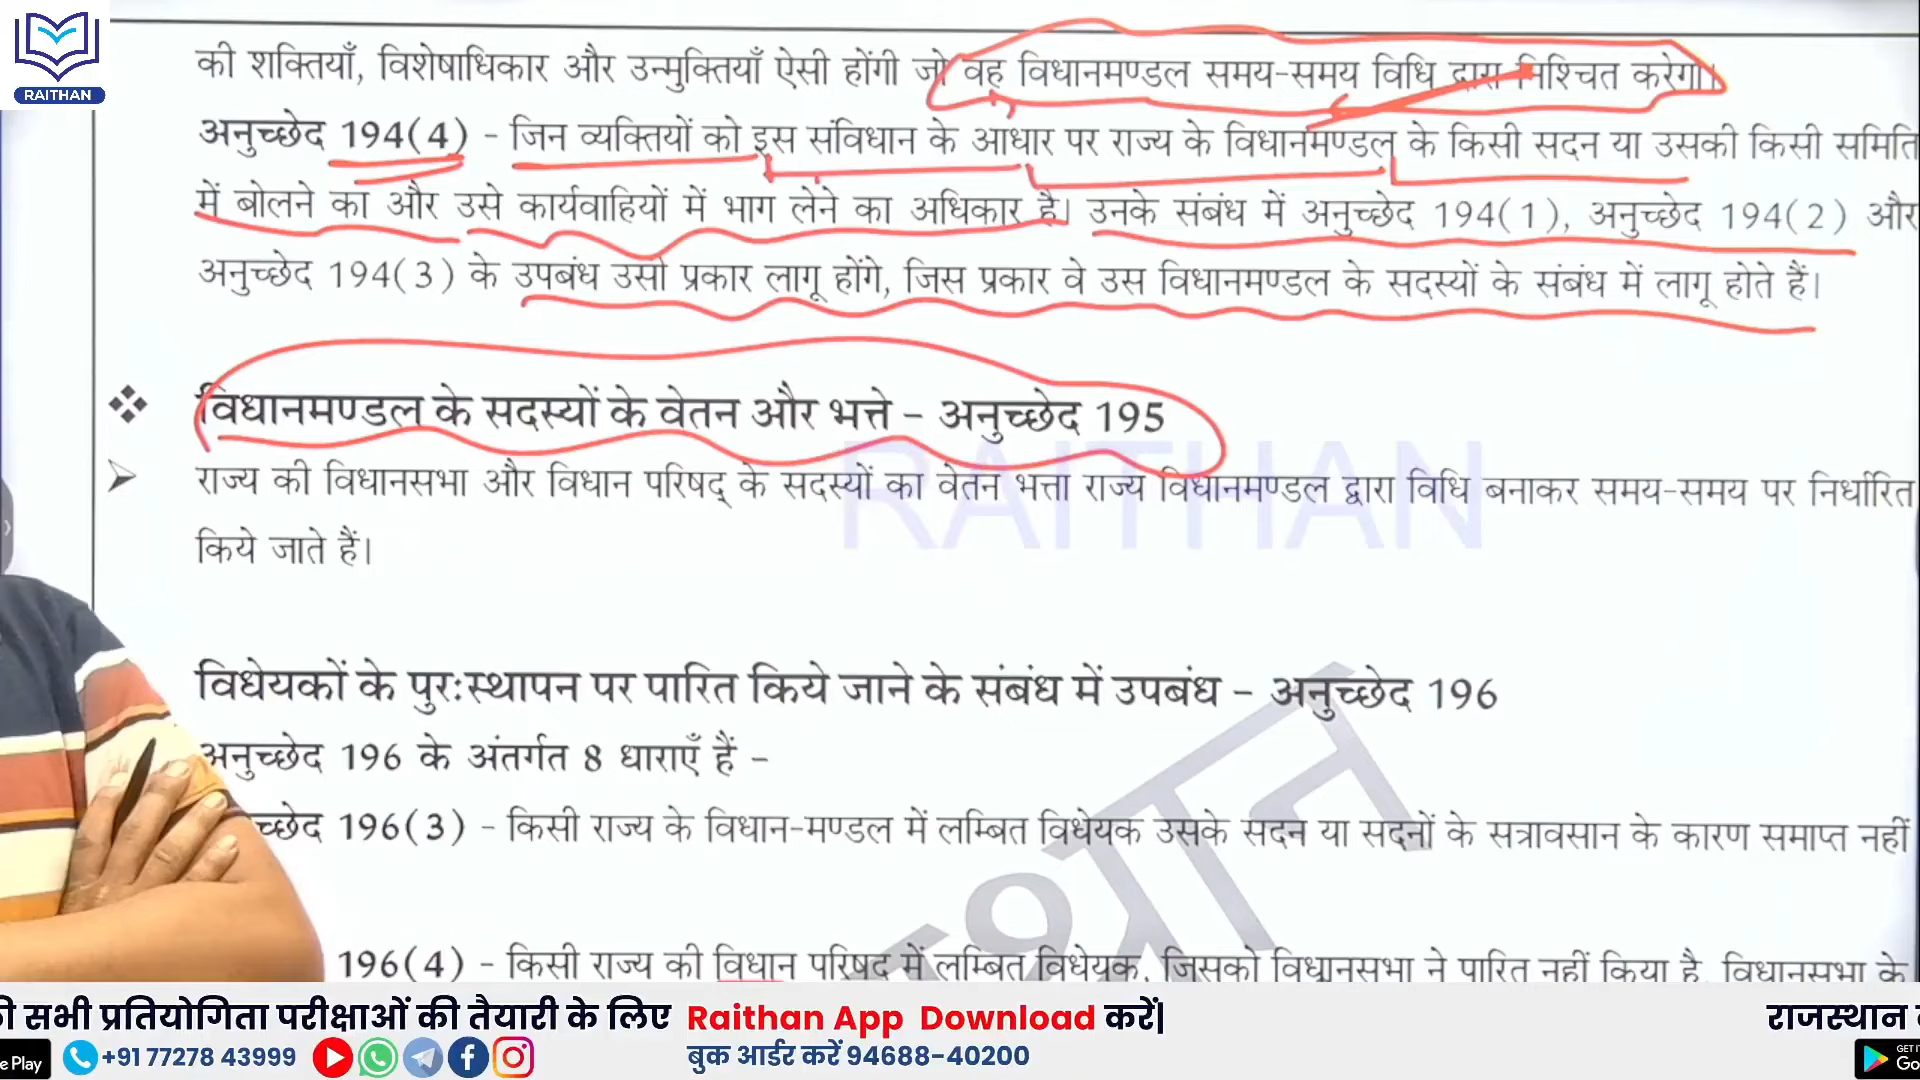 RAITHAN
की शक्तियाँ, विशेषाधिकार और उन्मुक्तियाँ ऐसी होंगी जो वह विधानमण्डल समय-समय विधि द्वारा निश्चित करेगा।
अनुच्छेद 194(4) - जिन व्यक्तियों को इस संविधान के आधार पर राज्य के विधानमण्डल के किसी सदन या उसकी किसी समिति
में बोलने का और उसे कार्यवाहियों में भाग लेने का अधिकार है। उनके संबंध में अनुच्छेद 194(1), अनुच्छेद 194(2) और
अनुच्छेद 194(3) के उपबंध उसी प्रकार लागू होंगे, जिस प्रकार वे उस विधानमण्डल के सदस्यों के संबंध में लागू होते हैं।
विधानमण्डल के सदस्यों के वेतन और भत्ते - अनुच्छेद 195
RAITHAN
राज्य की विधानसभा और विधान परिषद् के सदस्यों का वेतन भत्ता राज्य विधानमण्डल द्वारा विधि बनाकर समय-समय पर निर्धारित
किये जाते हैं।
विधेयकों के पुरःस्थापन पर पारित किये जाने के संबंध में उपबंध - अनुच्छेद 196
अनुच्छेद 196 के अंतर्गत 8 धाराएँ हैं -
च्छेद 196(3) - किसी राज्य के विधान-मण्डल में लम्बित विधेयक उसके सदन या सदनों के सत्रावसान के कारण समाप्त नहीं
196(4) - किसी राज्य की विधान परिषद में लम्बित विधेयक, जिसको विधानसभा ने पारित नहीं किया है, विधानसभा के
की सभी प्रतियोगिता परीक्षाओं की तैयारी के लिए Raithan App Download करें|
राजस्थान
e Play +91 77278 43999
बुक आर्डर करें 94688-40200
GET I
Go